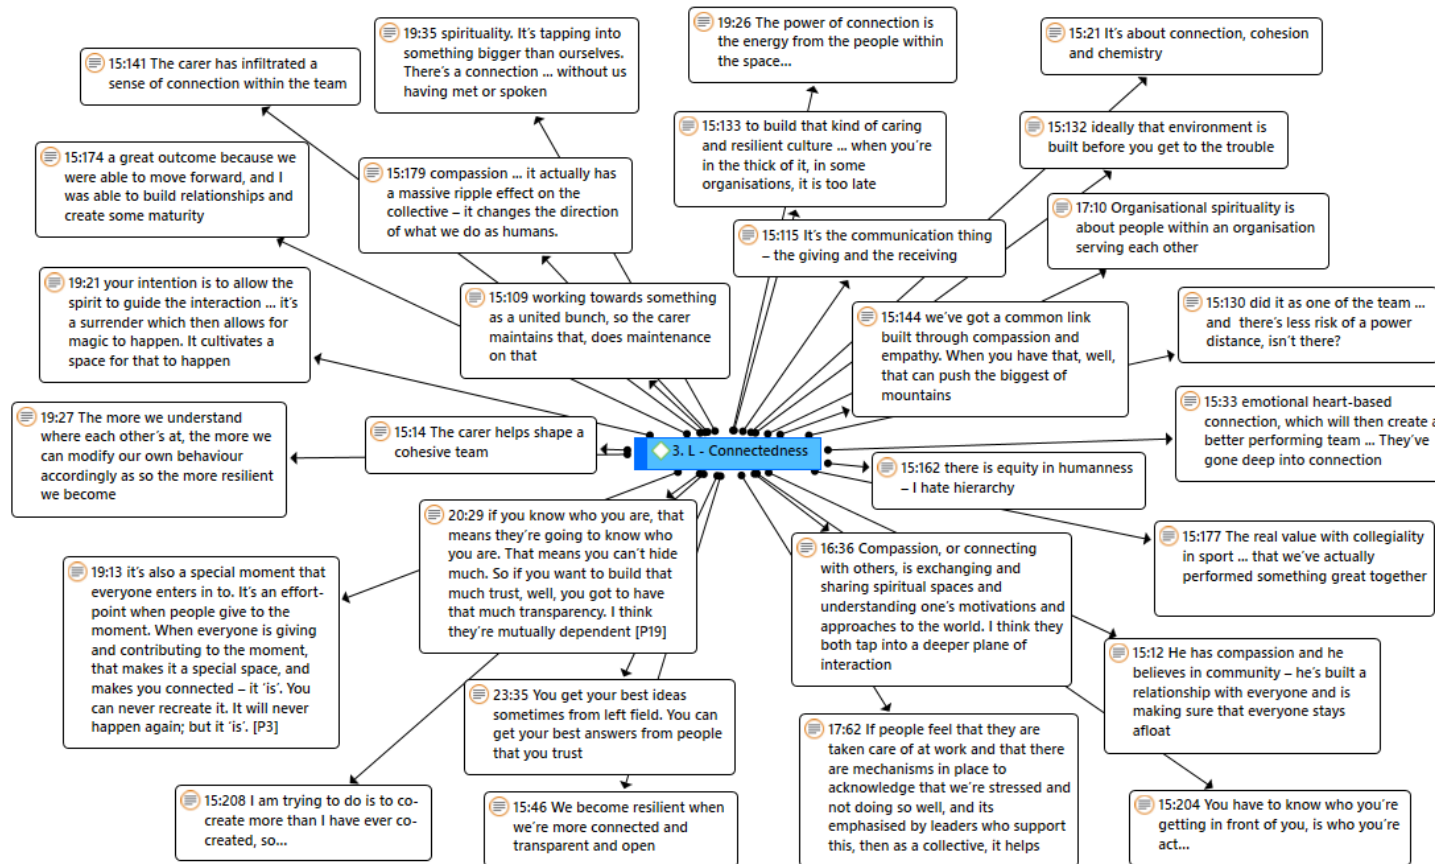 19:35 spirituality. It's tapping into
something bigger than ourselves.
There's a connection ... without us
having met or spoken
19:26 The power of connection is
the energy from the people within
the space...
15:21 It's about connection, cohesion
and chemistry
15:141 The carer has infiltrated a
sense of connection within the team
15:133 to build that kind of caring
and resilient culture ... when you're
in the thick of it, in some
organisations, it is too late
15:132 ideally that environment is
built before you get to the trouble
15:174 a great outcome because we
were able to move forward, and I
was able to build relationships and
create some maturity
15:179 compassion ... it actually has
a massive ripple effect on the
collective – it changes the direction
of what we do as humans.
15:115 It's the communication thing
– the giving and the receiving
17:10 Organisational spirituality is
about people within an organisation
serving each other
19:21 your intention is to allow the
spirit to guide the interaction ... it's
a surrender which then allows for
magic to happen. It cultivates a
space for that to happen
15:109 working towards something
as a united bunch, so the carer
maintains that, does maintenance
on that
15:144 we've got a common link
built through compassion and
empathy. When you have that, well,
that can push the biggest of
mountains
15:130 did it as one of the team ...
and there's less risk of a power
distance, isn't there?
19:27 The more we understand
where each other's at, the more we
can modify our own behaviour
accordingly as so the more resilient
we become
15:14 The carer helps shape a
cohesive team
3. L - Connectedness
15:33 emotional heart-based
connection, which will then create a
better performing team ... They've
gone deep into connection
15:162 there is equity in humanness
– I hate hierarchy
20:29 if you know who you are, that
means they're going to know who
you are. That means you can't hide
much. So if you want to build that
much trust, well, you got to have
that much transparency. I think
they're mutually dependent [P19]
16:36 Compassion, or connecting
with others, is exchanging and
sharing spiritual spaces and
understanding one's motivations and
approaches to the world. I think they
both tap into a deeper plane of
interaction
15:177 The real value with collegiality
in sport ... that we've actually
performed something great together
19:13 it's also a special moment that
everyone enters in to. It's an effort-
point when people give to the
moment. When everyone is giving
and contributing to the moment,
that makes it a special space, and
makes you connected – it 'is'. You
can never recreate it. It will never
happen again; but it 'is'. [P3]
15:12 He has compassion and he
believes in community – he's built a
relationship with everyone and is
making sure that everyone stays
afloat
23:35 You get your best ideas
sometimes from left field. You can
get your best answers from people
that you trust
17:62 If people feel that they are
taken care of at work and that there
are mechanisms in place to
acknowledge that we're stressed and
not doing so well, and its
emphasised by leaders who support
this, then as a collective, it helps
15:208 I am trying to do is to co-
create more than I have ever co-
created, so...
15:46 We become resilient when
we're more connected and
transparent and open
15:204 You have to know who you're
getting in front of you, is who you're
act...